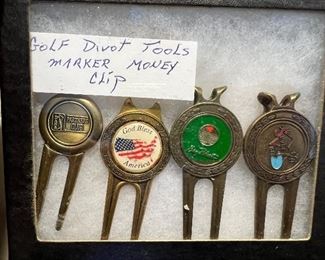 GOLF DIVOT TOOLS
MARKER MONEY
CLIP
God Bless
America